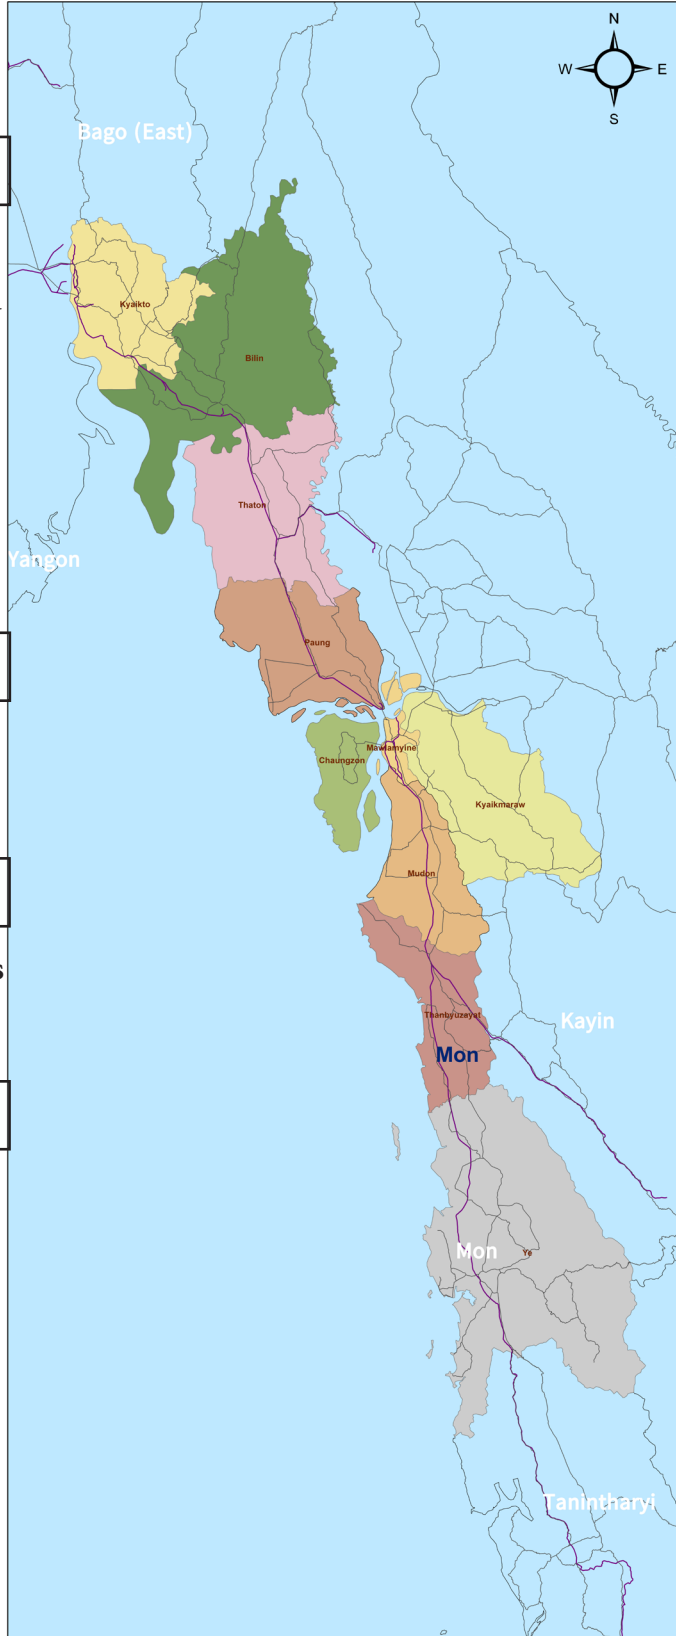 N
W E
S
Bago (East)
Kyaikto
Bilin
Thaton
Yangon
Paung
Mawlamyine
Chaungzon
Kyaikmaraw
Mudon
s
Thanbyuzayat
Kayin
Mon
Mon
Ye
Tanintharyi